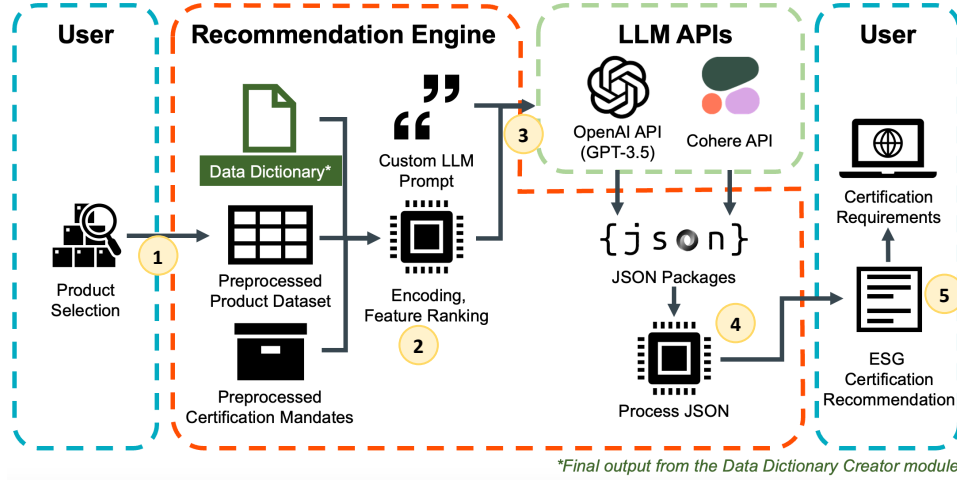 User
Recommendation Engine
LLM APIs
User
Data Dictionary*
Custom LLM
Prompt
3
OpenAI API
(GPT-3.5)
Cohere API
Certification
Requirements
1
Product
Selection
Preprocessed
Product Dataset
Encoding,
Feature Ranking
2
{json}
JSON Packages
4
5
Preprocessed
Certification Mandates
Process JSON
ESG
Certification
Recommendation
*Final output from the Data Dictionary Creator module